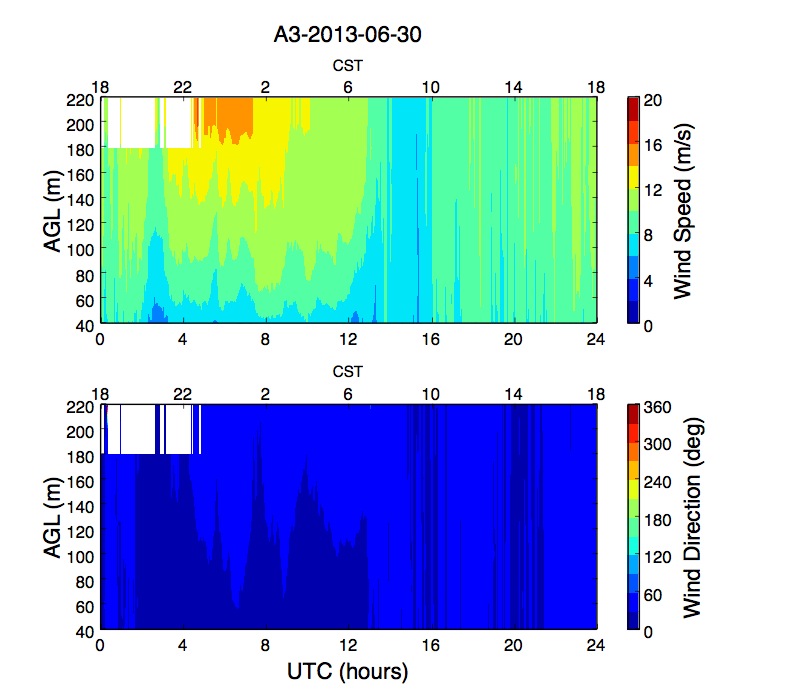 A3-2013-06-30
CST
18 22 2 6 10 14 18
220
200
180
160
140
120
100
80
60
40
AGL (m)
0 4 8 12 16 20 24
20
16
12
8
4
0
Wind Speed (m/s)
CST
18 22 2 6 10 14 18
220
200
180
160
140
120
100
80
60
40
AGL (m)
0 4 8 12 16 20 24
UTC (hours)
360
300
240
180
120
60
0
Wind Direction (deg)